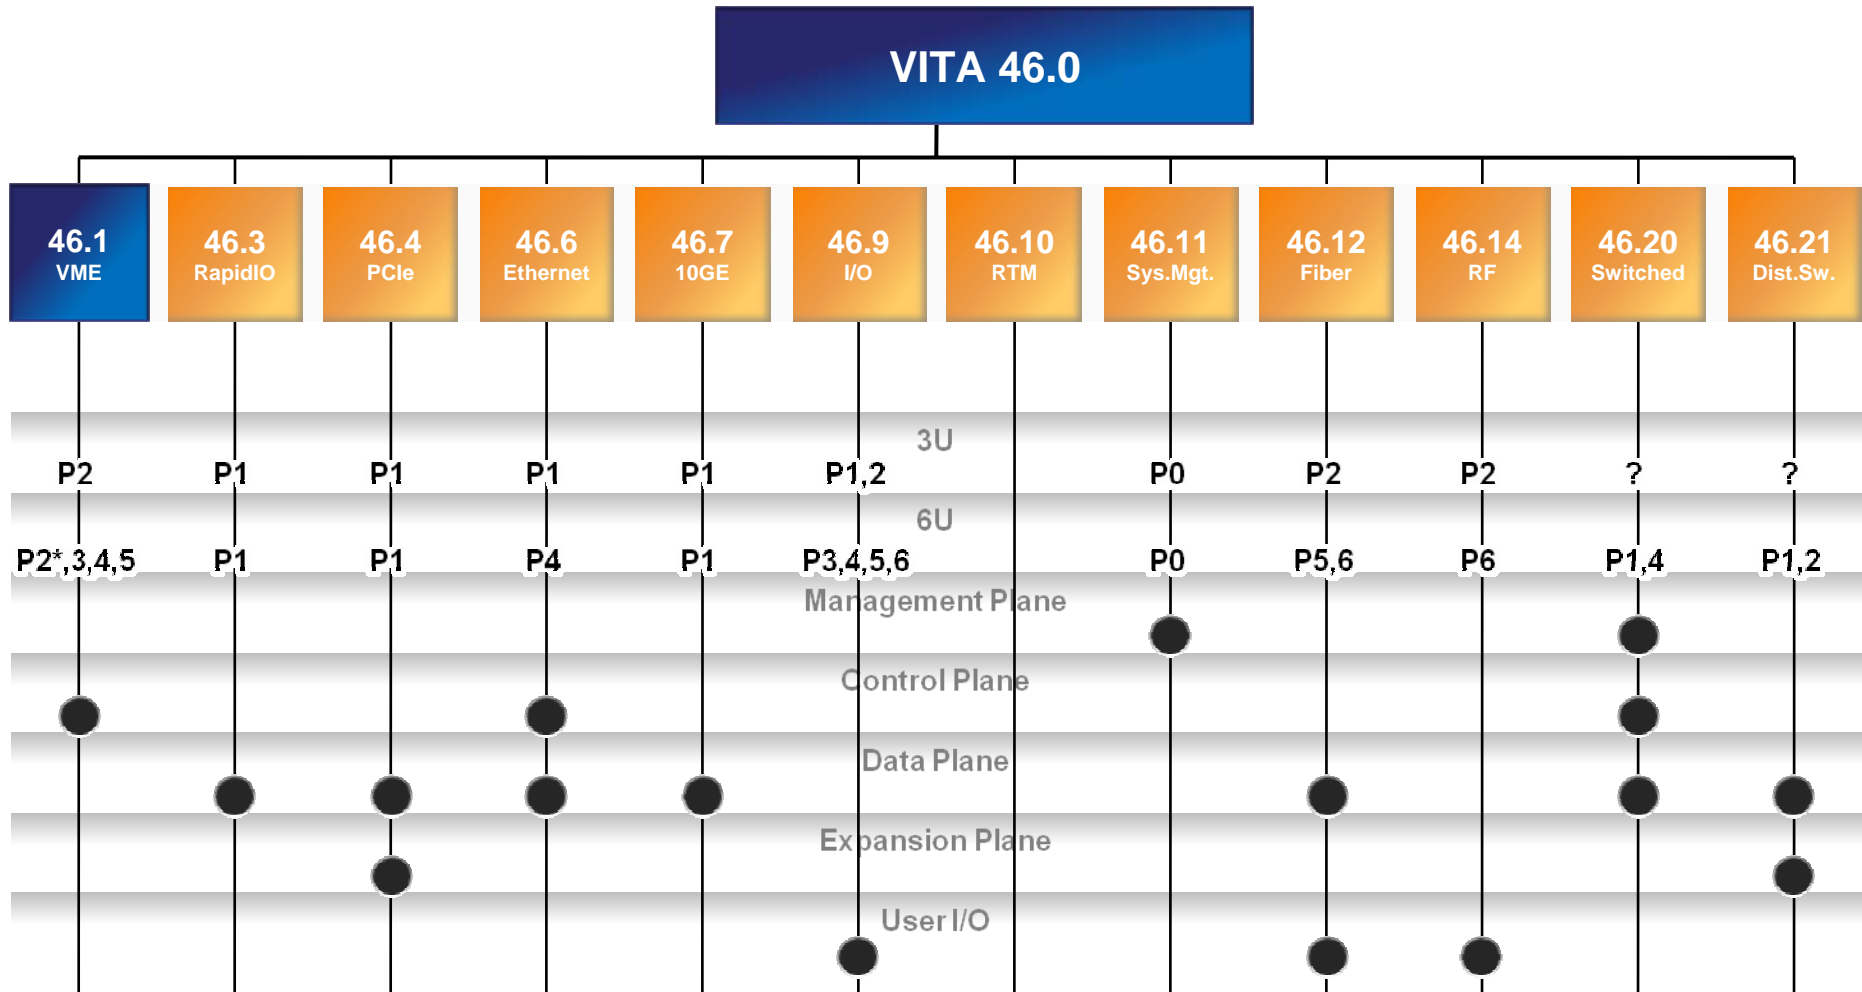 VITA 46.0
46.1 46.3 46.4 46.6 46.7 46.9 46.10 46.11 46.12 46.14 46.20 46.21
VME RapidIO PCIe Ethernet 10GE I/O RTM Sys.Mgt. Fiber RF Switched Dist.Sw.
3U
P2 P1 P1 P1 P1 P1,2 P0 P2 P2 ? ?
6U
P2*,3,4,5 P1 P1 P4 P1 P3,4,5,6 P0 P5,6 P6 P1,4 P1,2
Management Plane
Control Plane
Data Plane
Expansion Plane
User I/O